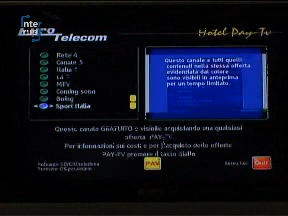 Inter
Telecom
Hotel Pay-Tv
Rete 4
Canale 5
Italia 1
La 7
MTV
Coming soon
Boing
Sport Italia
Questo canale e tutti quelli
contenuti nella stessa offerta
evidenziata dal colore
sono visibili in anteprima
per un tempo limitato.
Questo canale GRATUITO è visibile acquistando una qualsiasi
offerta PAY-TV.
Per informazioni sui costi e per l'acquisto delle offerte
PAY-TV premere il tasto Giallo.
PAY